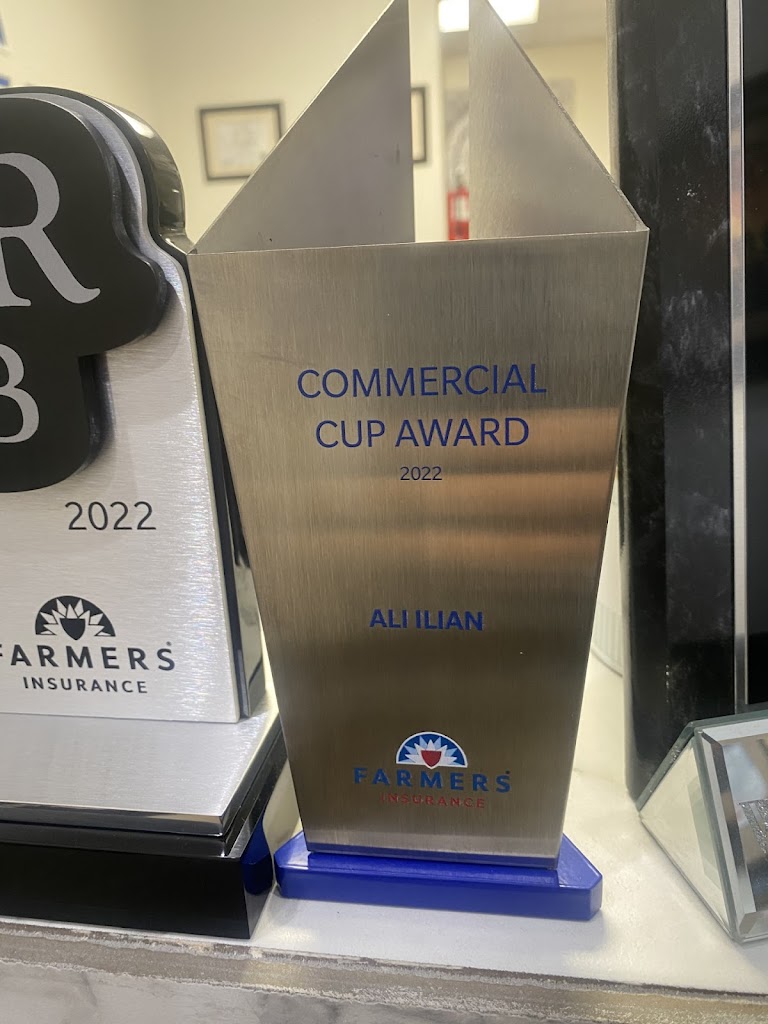 R
B
2022
FARMERS
INSURANCE
COMMERCIAL
CUP AWARD
2022
ALI ILIAN
FARMERS
INSURANCE